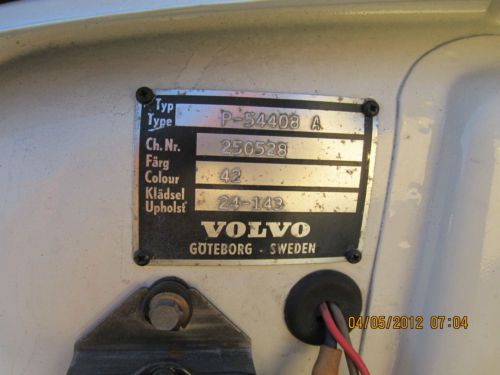 Typ
Type P-54408 A
Ch.Nr. 250528
Färg
Colour 42
Klädsel
Upholst 24-143
VOLVO
GÖTEBORG - SWEDEN
04/05/2012 07:04